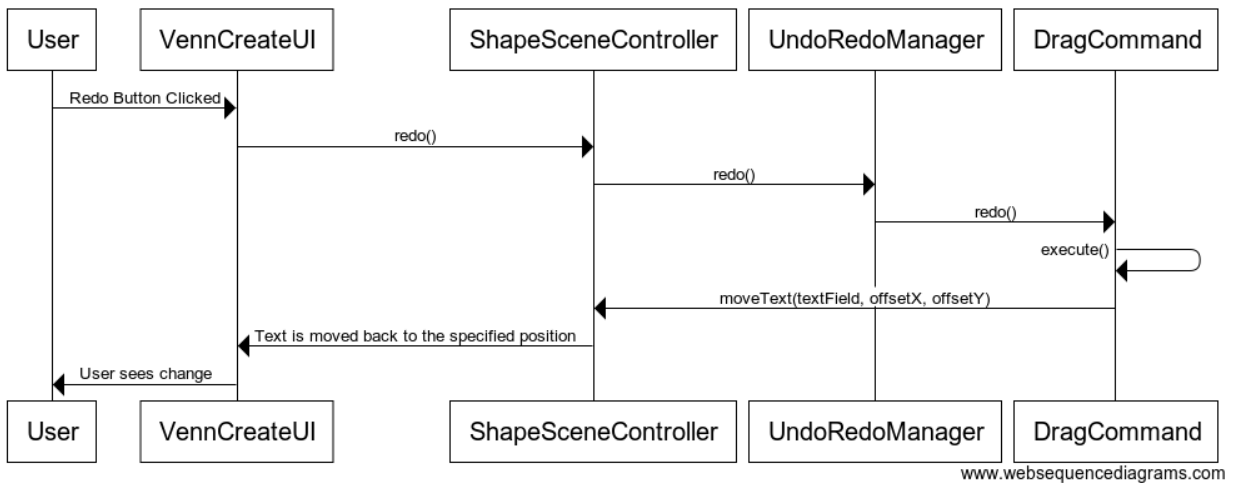 User
VennCreateUI
ShapeSceneController
UndoRedoManager
DragCommand
Redo Button Clicked
redo()
redo()
redo()
execute()
moveText(textField, offsetX, offsetY)
Text is moved back to the specified position
User sees change
User
VennCreateUI
ShapeSceneController
UndoRedoManager
DragCommand
www.websequencediagrams.com